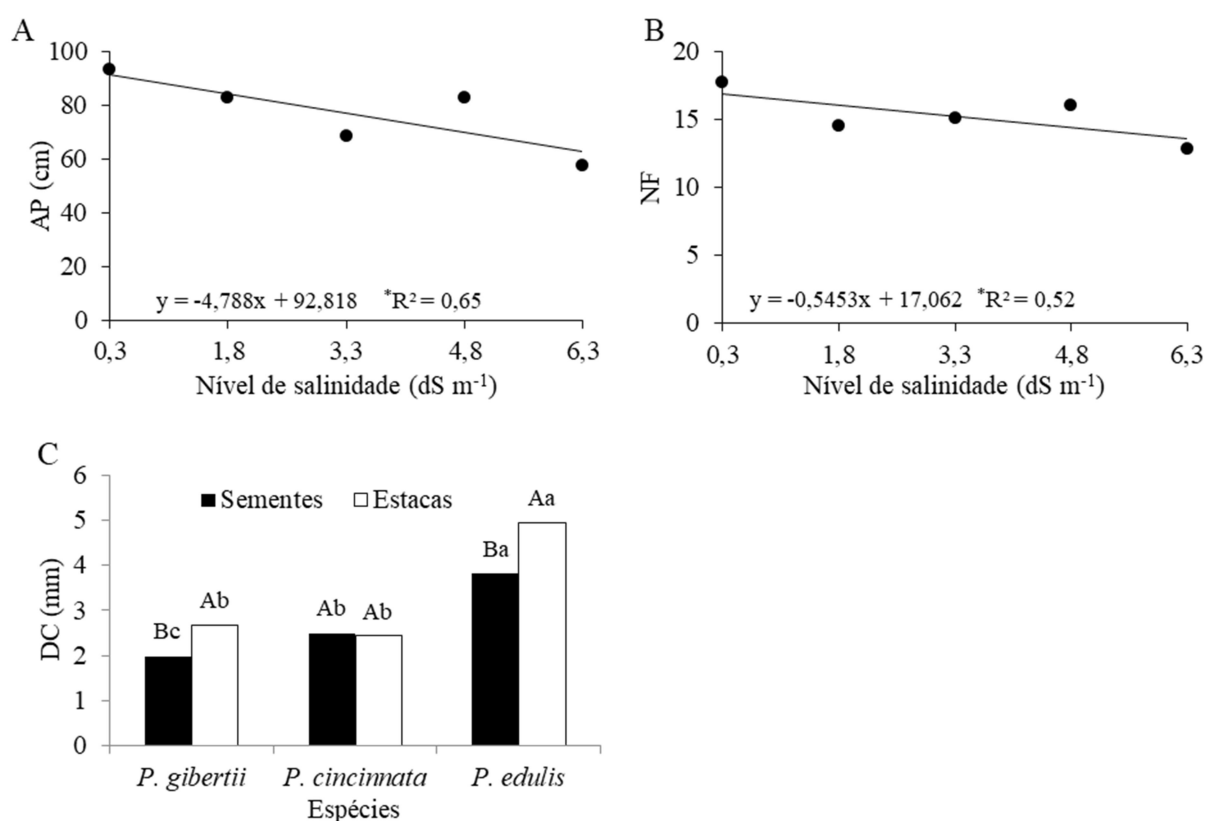 A
100
80
60
40
20
0
AP (cm)
y = -4,788x + 92,818 *R² = 0,65
0,3 1,8 3,3 4,8 6,3
Nível de salinidade (dS m⁻¹)
B
20
15
10
5
0
NF
y = -0,5453x + 17,062 *R² = 0,52
0,3 1,8 3,3 4,8 6,3
Nível de salinidade (dS m⁻¹)
C
6
5
4
3
2
1
0
DC (mm)
Sementes Estacas
Bc Ab Ab Ab Ba Aa
P. gibertii P. cincinnata P. edulis
Espécies